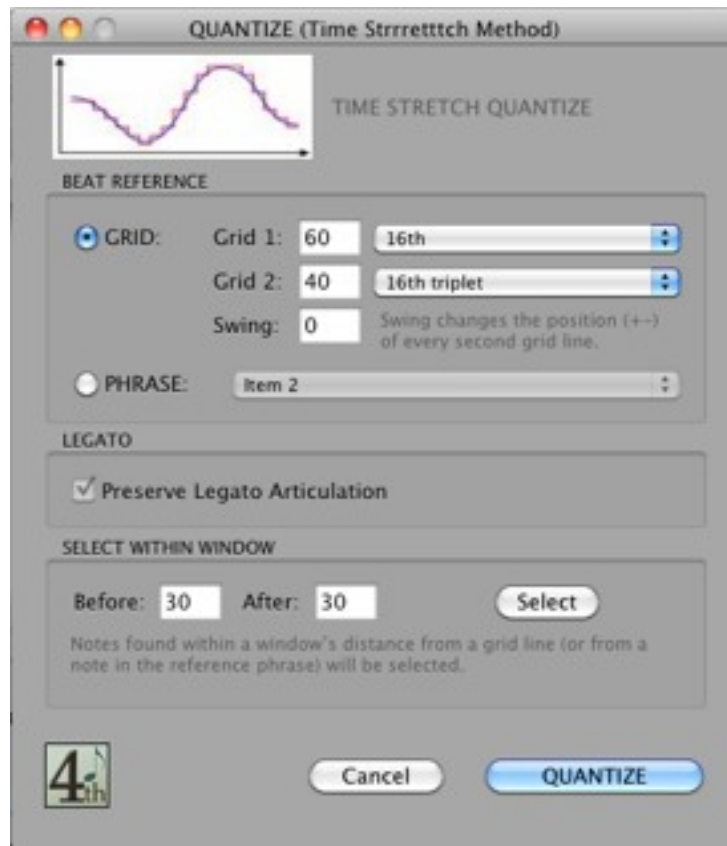 QUANTIZE (Time Strrretttch Method)
TIME STRETCH QUANTIZE
BEAT REFERENCE
GRID: Grid 1: 60 16th
Grid 2: 40 16th triplet
Swing: 0 Swing changes the position (+-)
of every second grid line.
PHRASE: Item 2
LEGATO
Preserve Legato Articulation
SELECT WITHIN WINDOW
Before: 30 After: 30 Select
Notes found within a window's distance from a grid line (or from a
note in the reference phrase) will be selected.
4th Cancel QUANTIZE